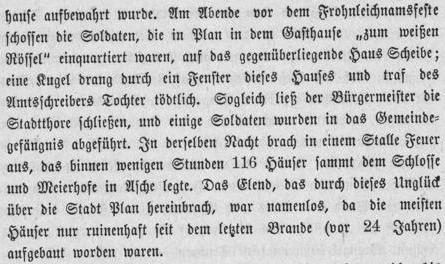 hause aufbewahrt wurde. Am Abende vor dem Frohnleichnamsfeste
schossen die Soldaten, die in Plan in dem Gasthause „zum weißen
Rössel“ einquartiert waren, auf das gegenüberliegende Haus Scheibe;
eine Kugel drang durch ein Fenster dieses Hauses und traf des
Amtschreibers Tochter tödtlich. Sogleich ließ der Bürgermeister die
Stadtthore schließen, und einige Soldaten wurden in das Gemeinde-
gefängnis abgeführt. In derselben Nacht brach in einem Stalle Feuer
aus, das binnen wenigen Stunden 116 Häuser sammt dem Schlosse
und Meierhofe in Asche legte. Das Elend, das durch dieses Unglück
über die Stadt Plan hereinbrach, war namenlos, da die meisten
Häuser nur ruinenhaft seit dem letzten Brande (vor 24 Jahren)
aufgebaut worden waren.